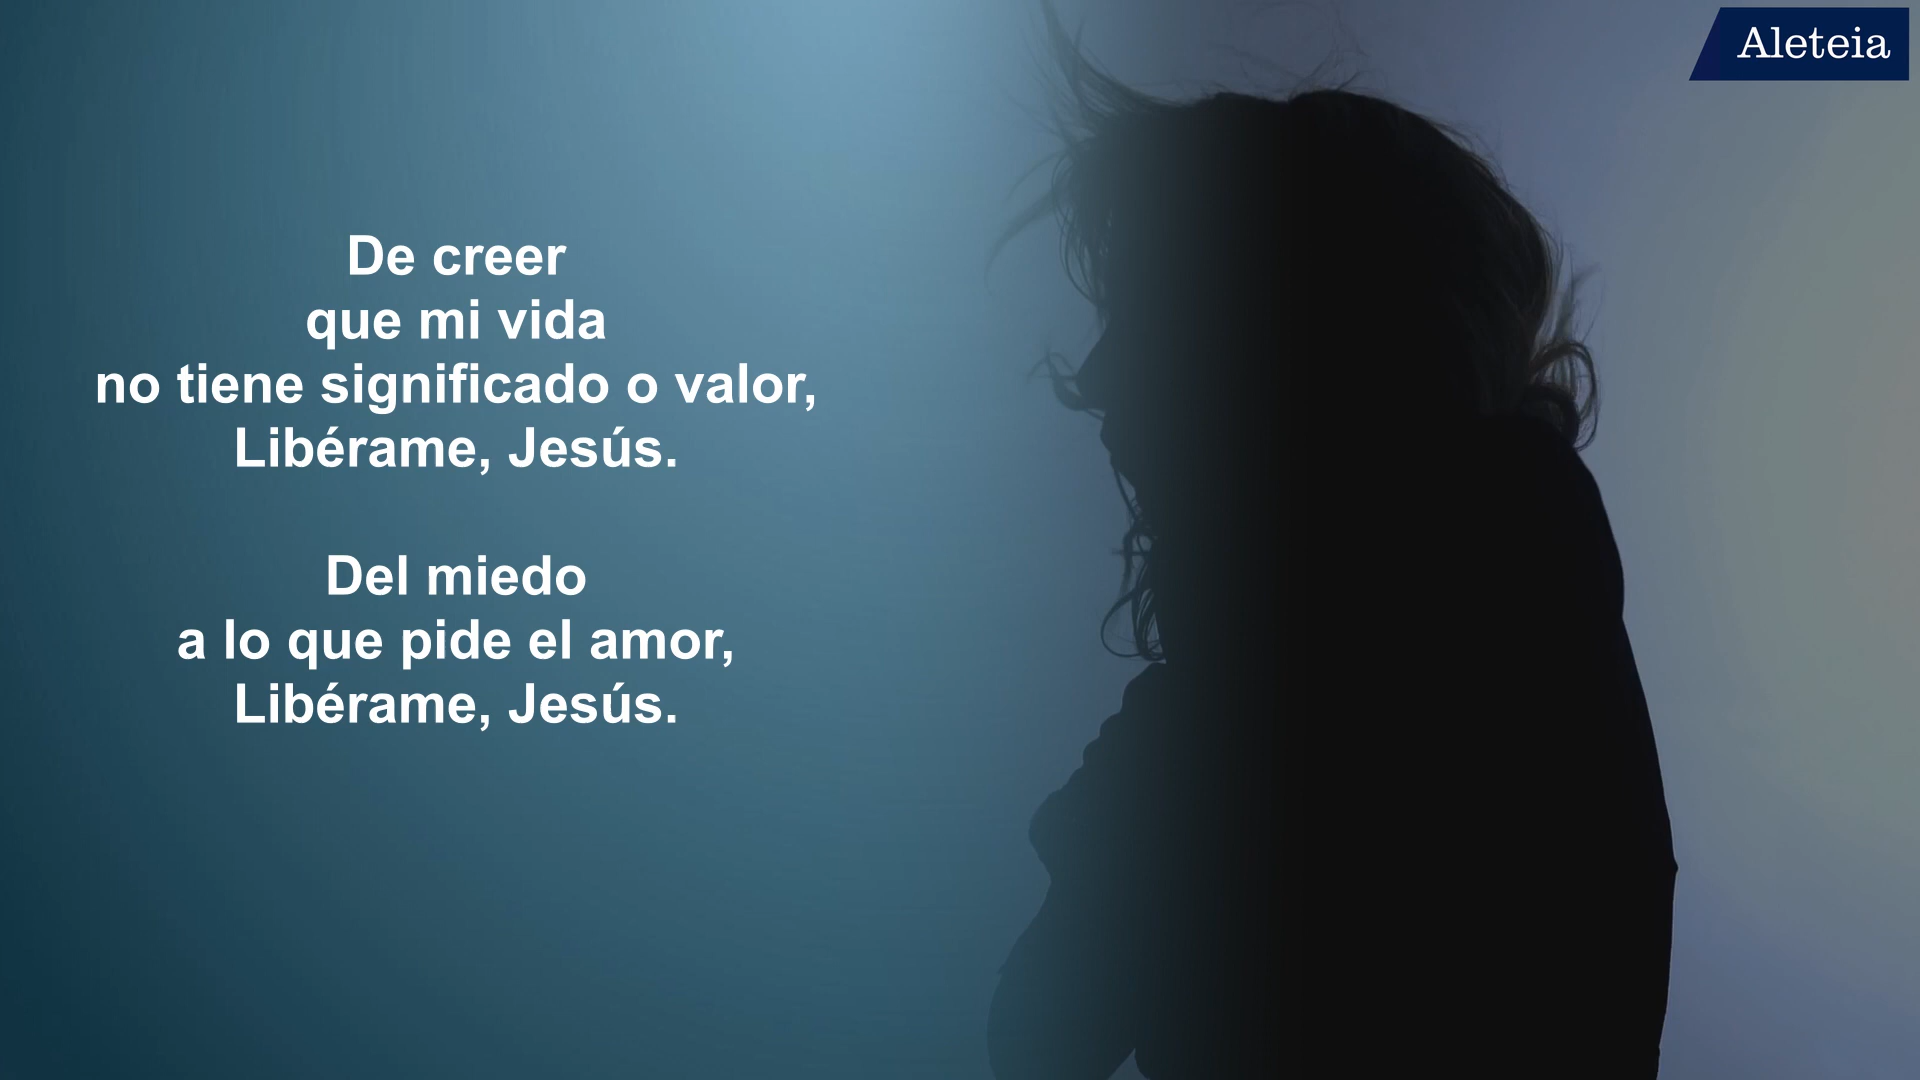 Aleteia
De creer
que mi vida
no tiene significado o valor,
Libérame, Jesús.
Del miedo
a lo que pide el amor,
Libérame, Jesús.